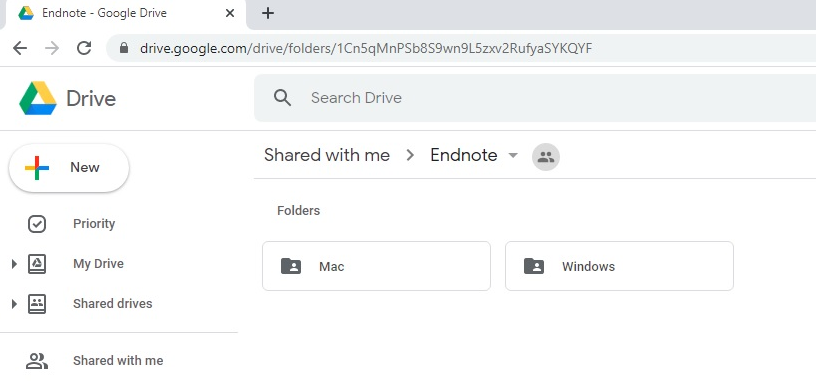 Endnote - Google Drive
drive.google.com/drive/folders/1Cn5qMnPSb8S9wn9L5zxv2RufyaSYKQYF
Drive
Search Drive
New
Shared with me > Endnote
Priority
Folders
My Drive
Mac
Windows
Shared drives
Shared with me